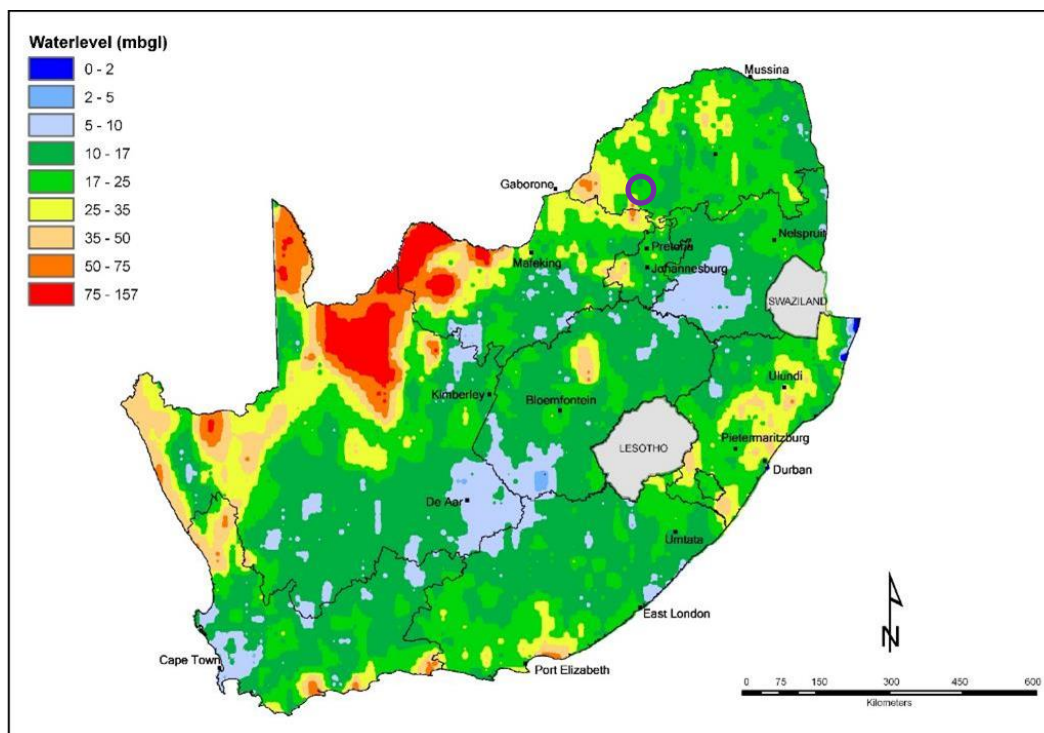 Waterlevel (mbgl)
0 - 2
2 - 5
5 - 10
10 - 17
17 - 25
25 - 35
35 - 50
50 - 75
75 - 157
Mussina
Gaborone
Nelspruit
Pretoria
Mafeking
Johannesburg
SWAZILAND
Ulundi
Kimberley
Bloemfontein
Pietermaritzburg
LESOTHO
Durban
De Aar
Umtata
East London
Cape Town
Port Elizabeth
N
0 75 150 300 450 600
Kilometers